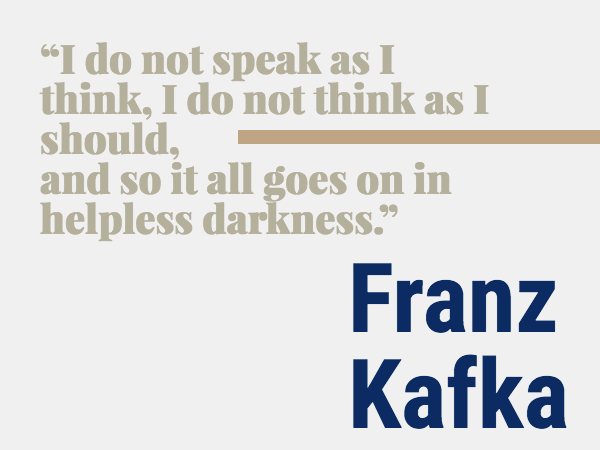 “I do not speak as I
think, I do not think as I
should,
and so it all goes on in
helpless darkness.”
Franz
Kafka